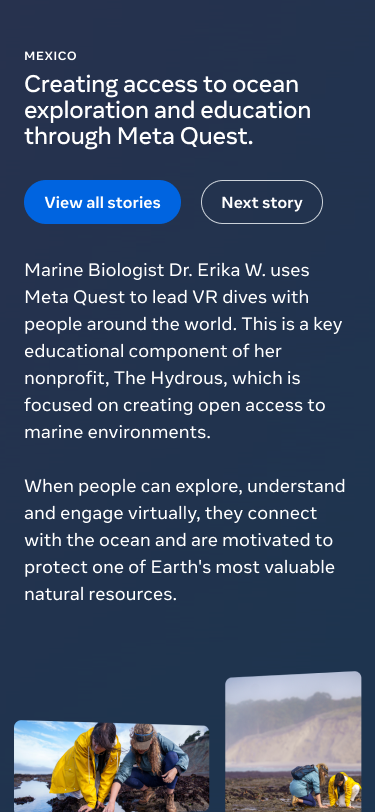 MEXICO
Creating access to ocean
exploration and education
through Meta Quest.
View all stories
Next story
Marine Biologist Dr. Erika W. uses
Meta Quest to lead VR dives with
people around the world. This is a key
educational component of her
nonprofit, The Hydrous, which is
focused on creating open access to
marine environments.
When people can explore, understand
and engage virtually, they connect
with the ocean and are motivated to
protect one of Earth's most valuable
natural resources.